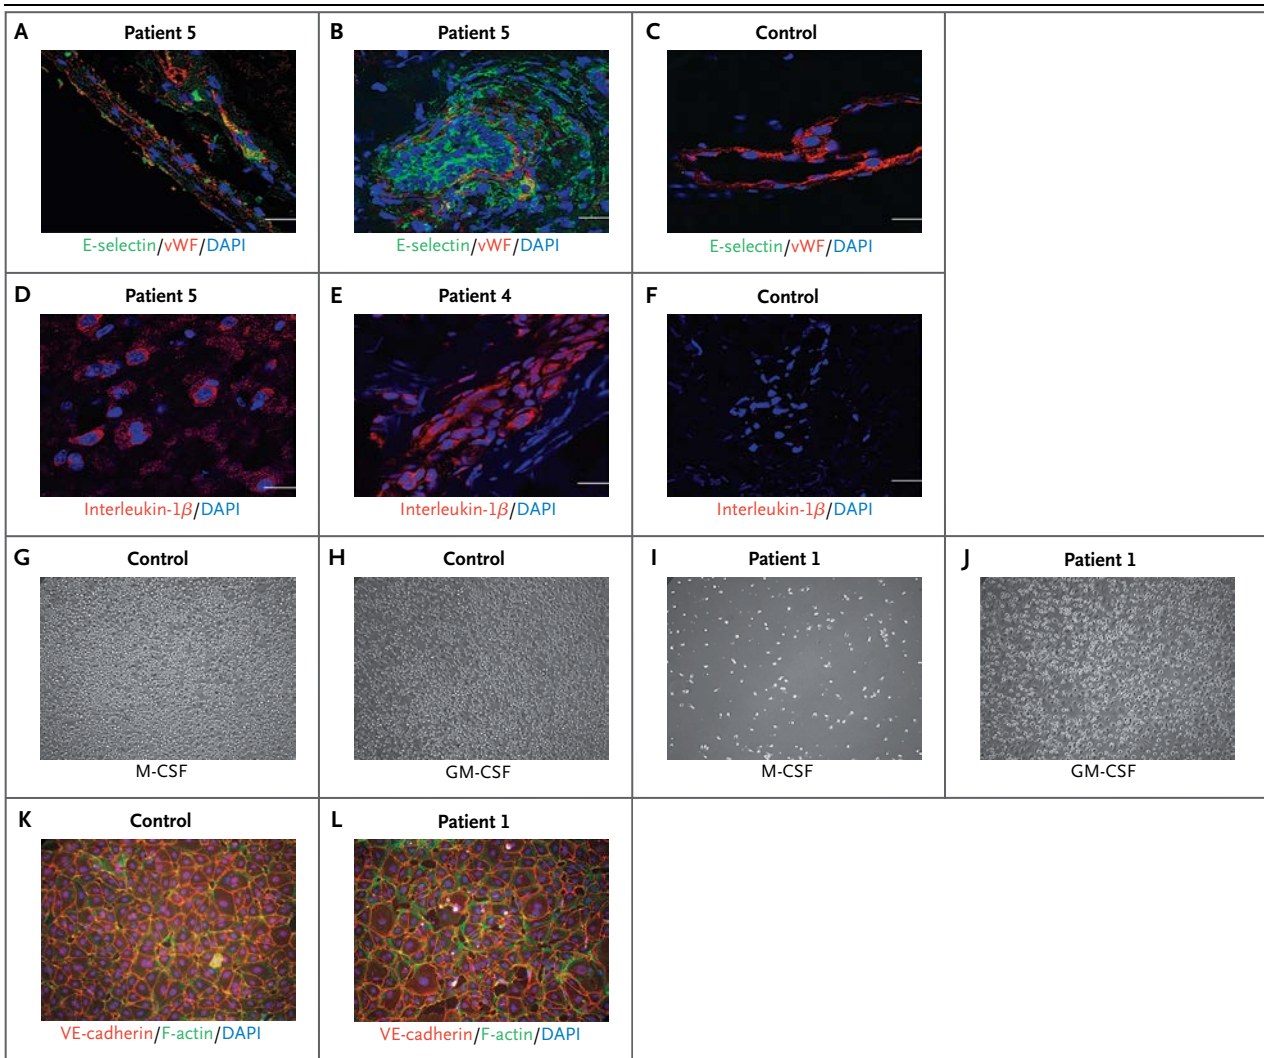 A Patient 5
E-selectin/vWF/DAPI
B Patient 5
E-selectin/vWF/DAPI
C Control
E-selectin/vWF/DAPI
D Patient 5
Interleukin-1β/DAPI
E Patient 4
Interleukin-1β/DAPI
F Control
Interleukin-1β/DAPI
G Control
M-CSF
H Control
GM-CSF
I Patient 1
M-CSF
J Patient 1
GM-CSF
K Control
VE-cadherin/F-actin/DAPI
L Patient 1
VE-cadherin/F-actin/DAPI